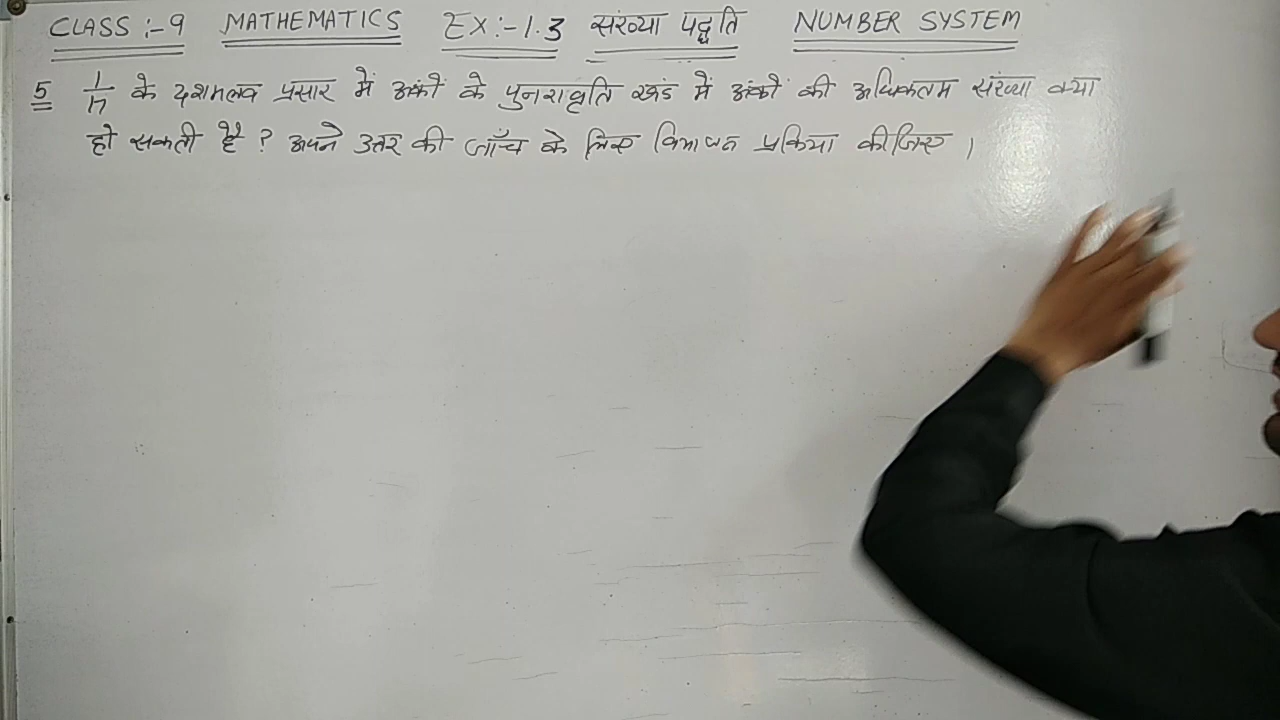 CLASS :- 9 MATHEMATICS EX:- 1.3 संख्या पद्धति NUMBER SYSTEM
5 1/17 के दशमलव प्रसार में अंकों के पुनरावृति खंड में अंकों की अधिकतम संख्या क्या
हो सकती है ? अपने उत्तर की जाँच के लिए विभाजन प्रक्रिया कीजिए ।